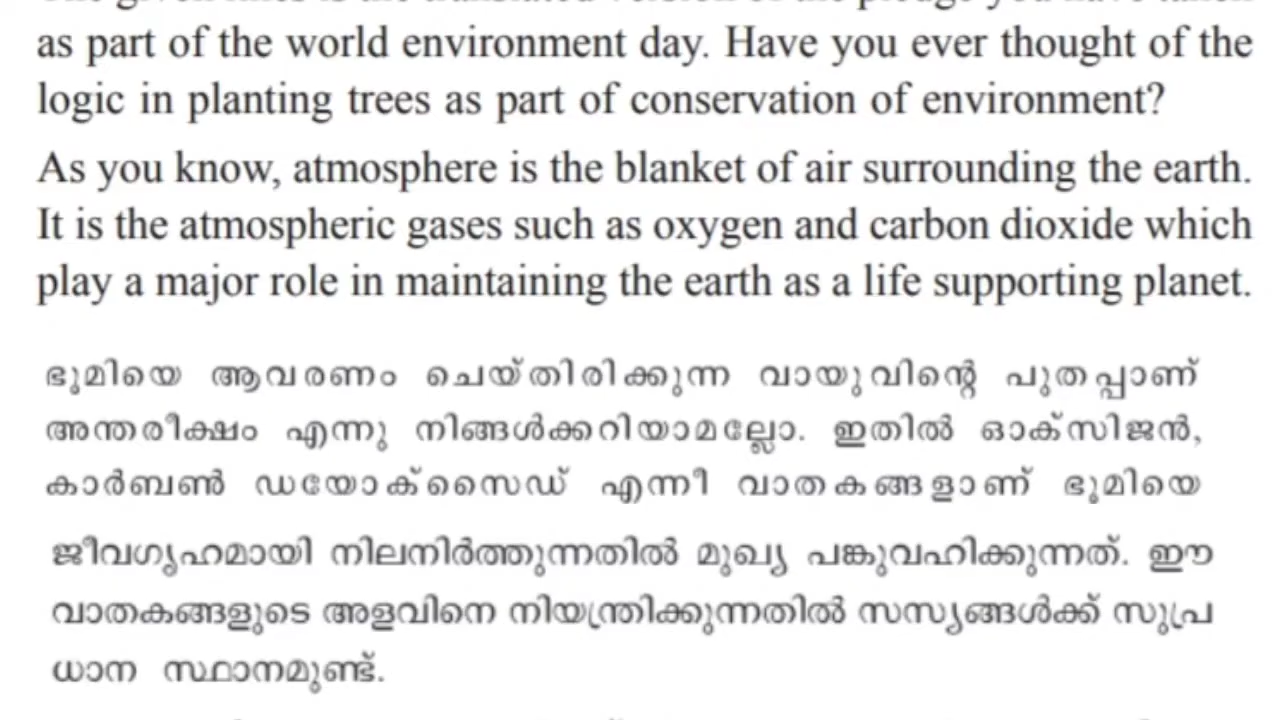 as part of the world environment day. Have you ever thought of the
logic in planting trees as part of conservation of environment?
As you know, atmosphere is the blanket of air surrounding the earth.
It is the atmospheric gases such as oxygen and carbon dioxide which
play a major role in maintaining the earth as a life supporting planet.
ഭൂമിയെ ആവരണം ചെയ്തിരിക്കുന്ന വായുവിന്റെ പുതപ്പാണ്
അന്തരീക്ഷം എന്നു നിങ്ങൾക്കറിയാമല്ലോ. ഇതിൽ ഓക്സിജൻ,
കാർബൺ ഡയോക്സൈഡ് എന്നീ വാതകങ്ങളാണ് ഭൂമിയെ
ജീവഗൃഹമായി നിലനിർത്തുന്നതിൽ മുഖ്യ പങ്കുവഹിക്കുന്നത്. ഈ
വാതകങ്ങളുടെ അളവിനെ നിയന്ത്രിക്കുന്നതിൽ സസ്യങ്ങൾക്ക് സുപ്ര
ധാന സ്ഥാനമുണ്ട്.